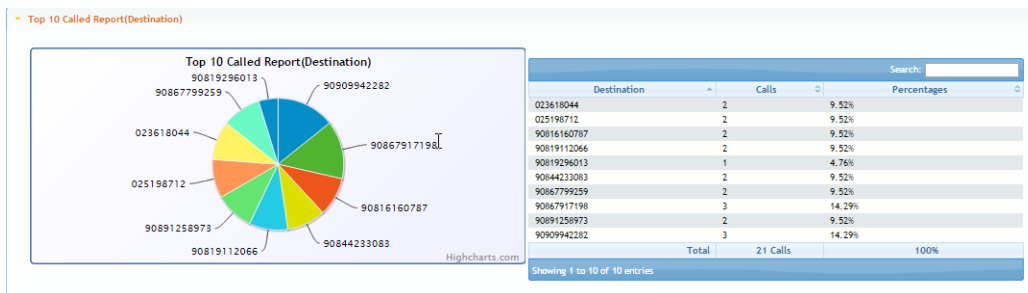 Top 10 Called Report(Destination)
Top 10 Called Report(Destination)
90819296013
90909942282
90867799259
90867917198
023618044
025198712
90816160787
90891258973
90844233083
90819112066
Highcharts.com
Search:
Destination Calls Percentages
023618044 2 9.52%
025198712 2 9.52%
90816160787 2 9.52%
90819112066 2 9.52%
90819296013 1 4.76%
90844233083 2 9.52%
90867799259 2 9.52%
90867917198 3 14.29%
90891258973 2 9.52%
90909942282 3 14.29%
Total 21 Calls 100%
Showing 1 to 10 of 10 entries